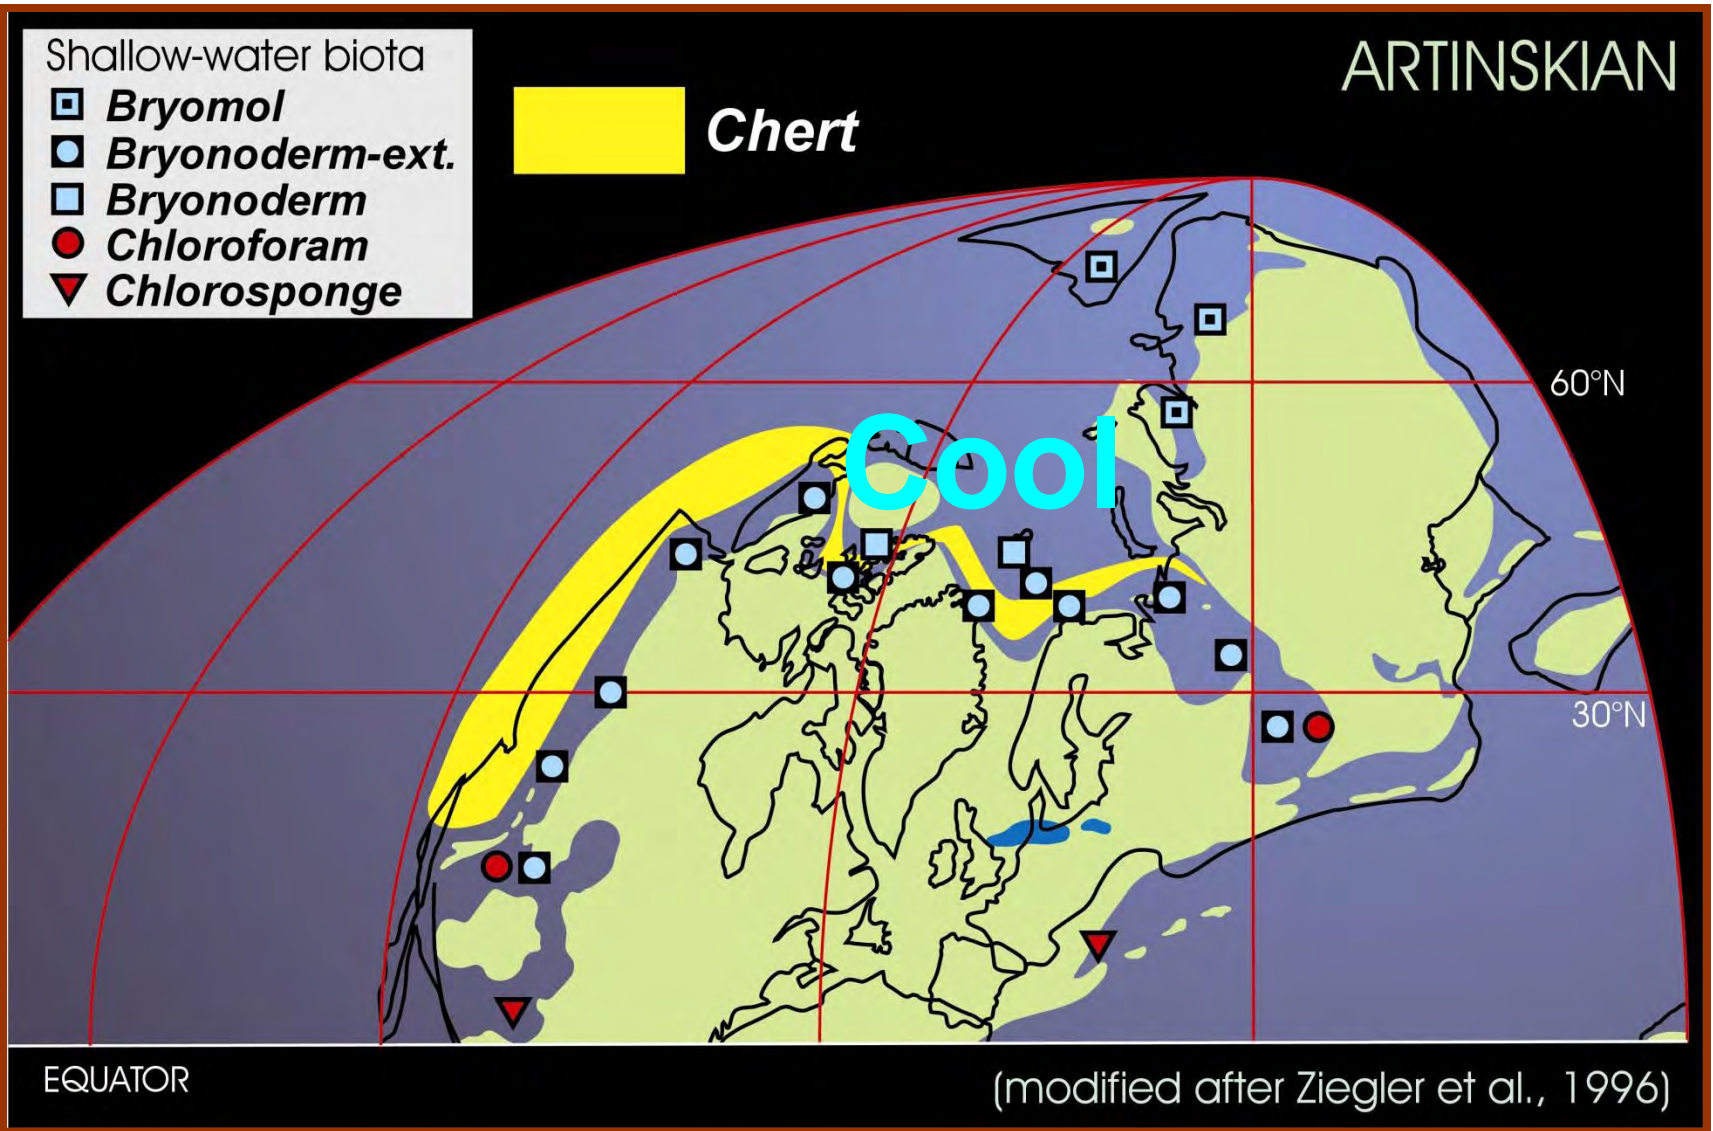 Shallow-water biota
Bryomol
Bryonoderm-ext.
Bryonoderm
Chloroforam
Chlorosponge
Chert
ARTINSKIAN
60°N
Cool
30°N
EQUATOR
(modified after Ziegler et al., 1996)